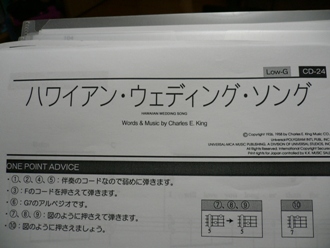 Low-G CD-24
ハワイアン・ウェディング・ソング
HAWAIIAN WEDDING SONG
Words & Music by Charles E. King
ONE POINT ADVICE
・①、②、④、⑤：伴奏のコードなので弱めに弾きます。
・③：Fのコードを押さえて弾きます。
・⑥：G7のアルペジオです。
・⑦、⑧、⑨：図のように押さえて弾きます。
・⑩：図のように押さえましょう。
⑦、⑧、⑨ ⑩